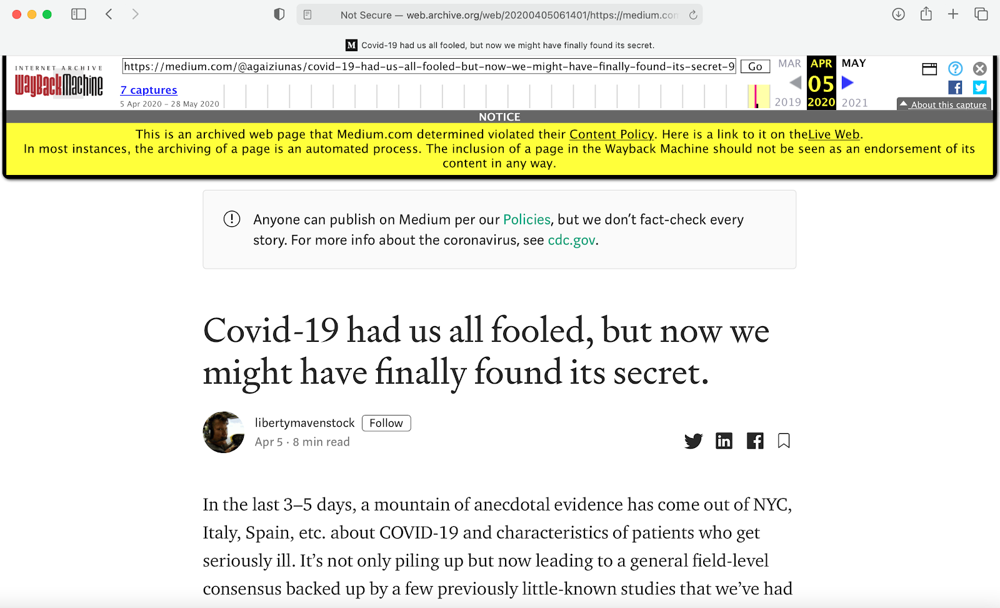 Not Secure — web.archive.org/web/20200405061401/https://medium.com
M Covid-19 had us all fooled, but now we might have finally found its secret.
INTERNET ARCHIVE
WayBackMachine
https://medium.com/@agaiziunas/covid-19-had-us-all-fooled-but-now-we-might-have-finally-found-its-secret-9
Go
MAR APR MAY
7 captures
05
5 Apr 2020 – 28 May 2020
2019 2020 2021
About this capture
NOTICE
This is an archived web page that Medium.com determined violated their Content Policy. Here is a link to it on theLive Web.
In most instances, the archiving of a page is an automated process. The inclusion of a page in the Wayback Machine should not be seen as an endorsement of its
content in any way.
Anyone can publish on Medium per our Policies, but we don’t fact-check every
story. For more info about the coronavirus, see cdc.gov.
Covid-19 had us all fooled, but now we
might have finally found its secret.
libertymavenstock Follow
Apr 5 · 8 min read
In the last 3–5 days, a mountain of anecdotal evidence has come out of NYC,
Italy, Spain, etc. about COVID-19 and characteristics of patients who get
seriously ill. It’s not only piling up but now leading to a general field-level
consensus backed up by a few previously little-known studies that we’ve had